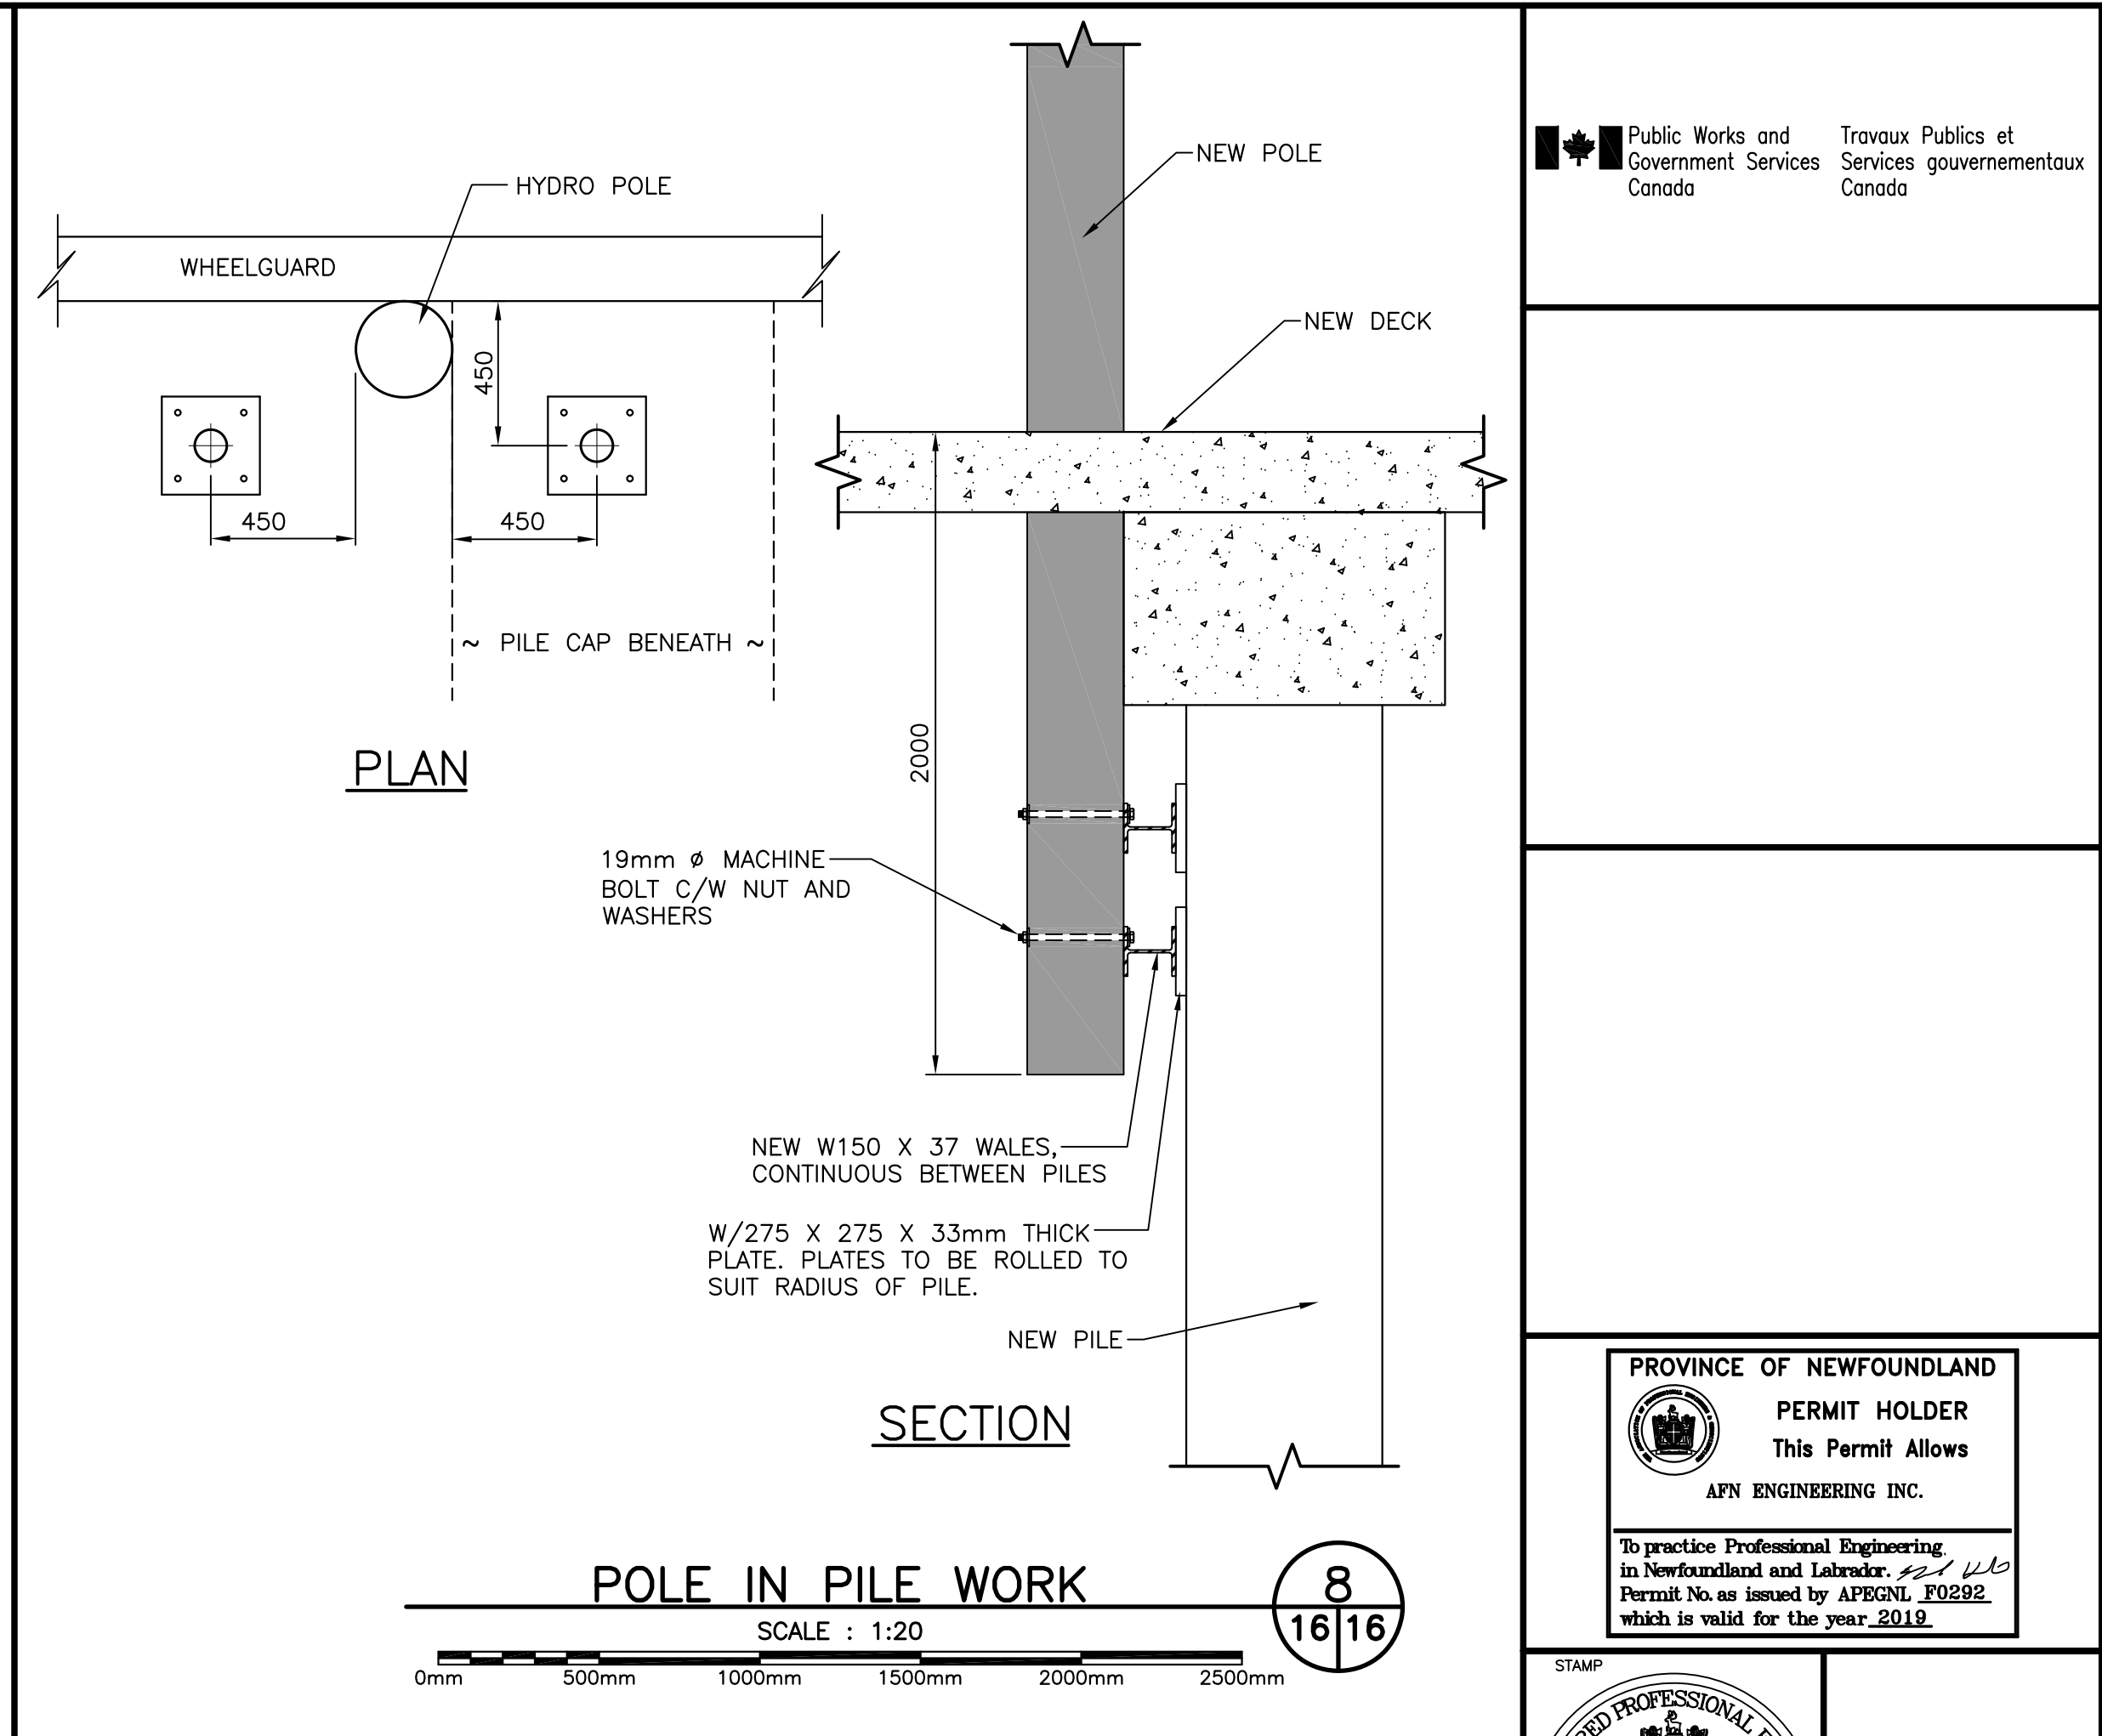 HYDRO POLE
WHEELGUARD
450
450
450
~ PILE CAP BENEATH ~
PLAN
NEW POLE
NEW DECK
2000
19mm ø MACHINE
BOLT C/W NUT AND
WASHERS
NEW W150 X 37 WALES,
CONTINUOUS BETWEEN PILES
W/275 X 275 X 33mm THICK
PLATE. PLATES TO BE ROLLED TO
SUIT RADIUS OF PILE.
NEW PILE
SECTION
POLE IN PILE WORK
SCALE : 1:20
0mm 500mm 1000mm 1500mm 2000mm 2500mm
8
16 16
Public Works and
Government Services
Canada
Travaux Publics et
Services gouvernementaux
Canada
PROVINCE OF NEWFOUNDLAND
PERMIT HOLDER
This Permit Allows
AFN ENGINEERING INC.
To practice Professional Engineering
in Newfoundland and Labrador.
Permit No. as issued by APEGNL F0292
which is valid for the year 2019
STAMP
PROFESSIONAL